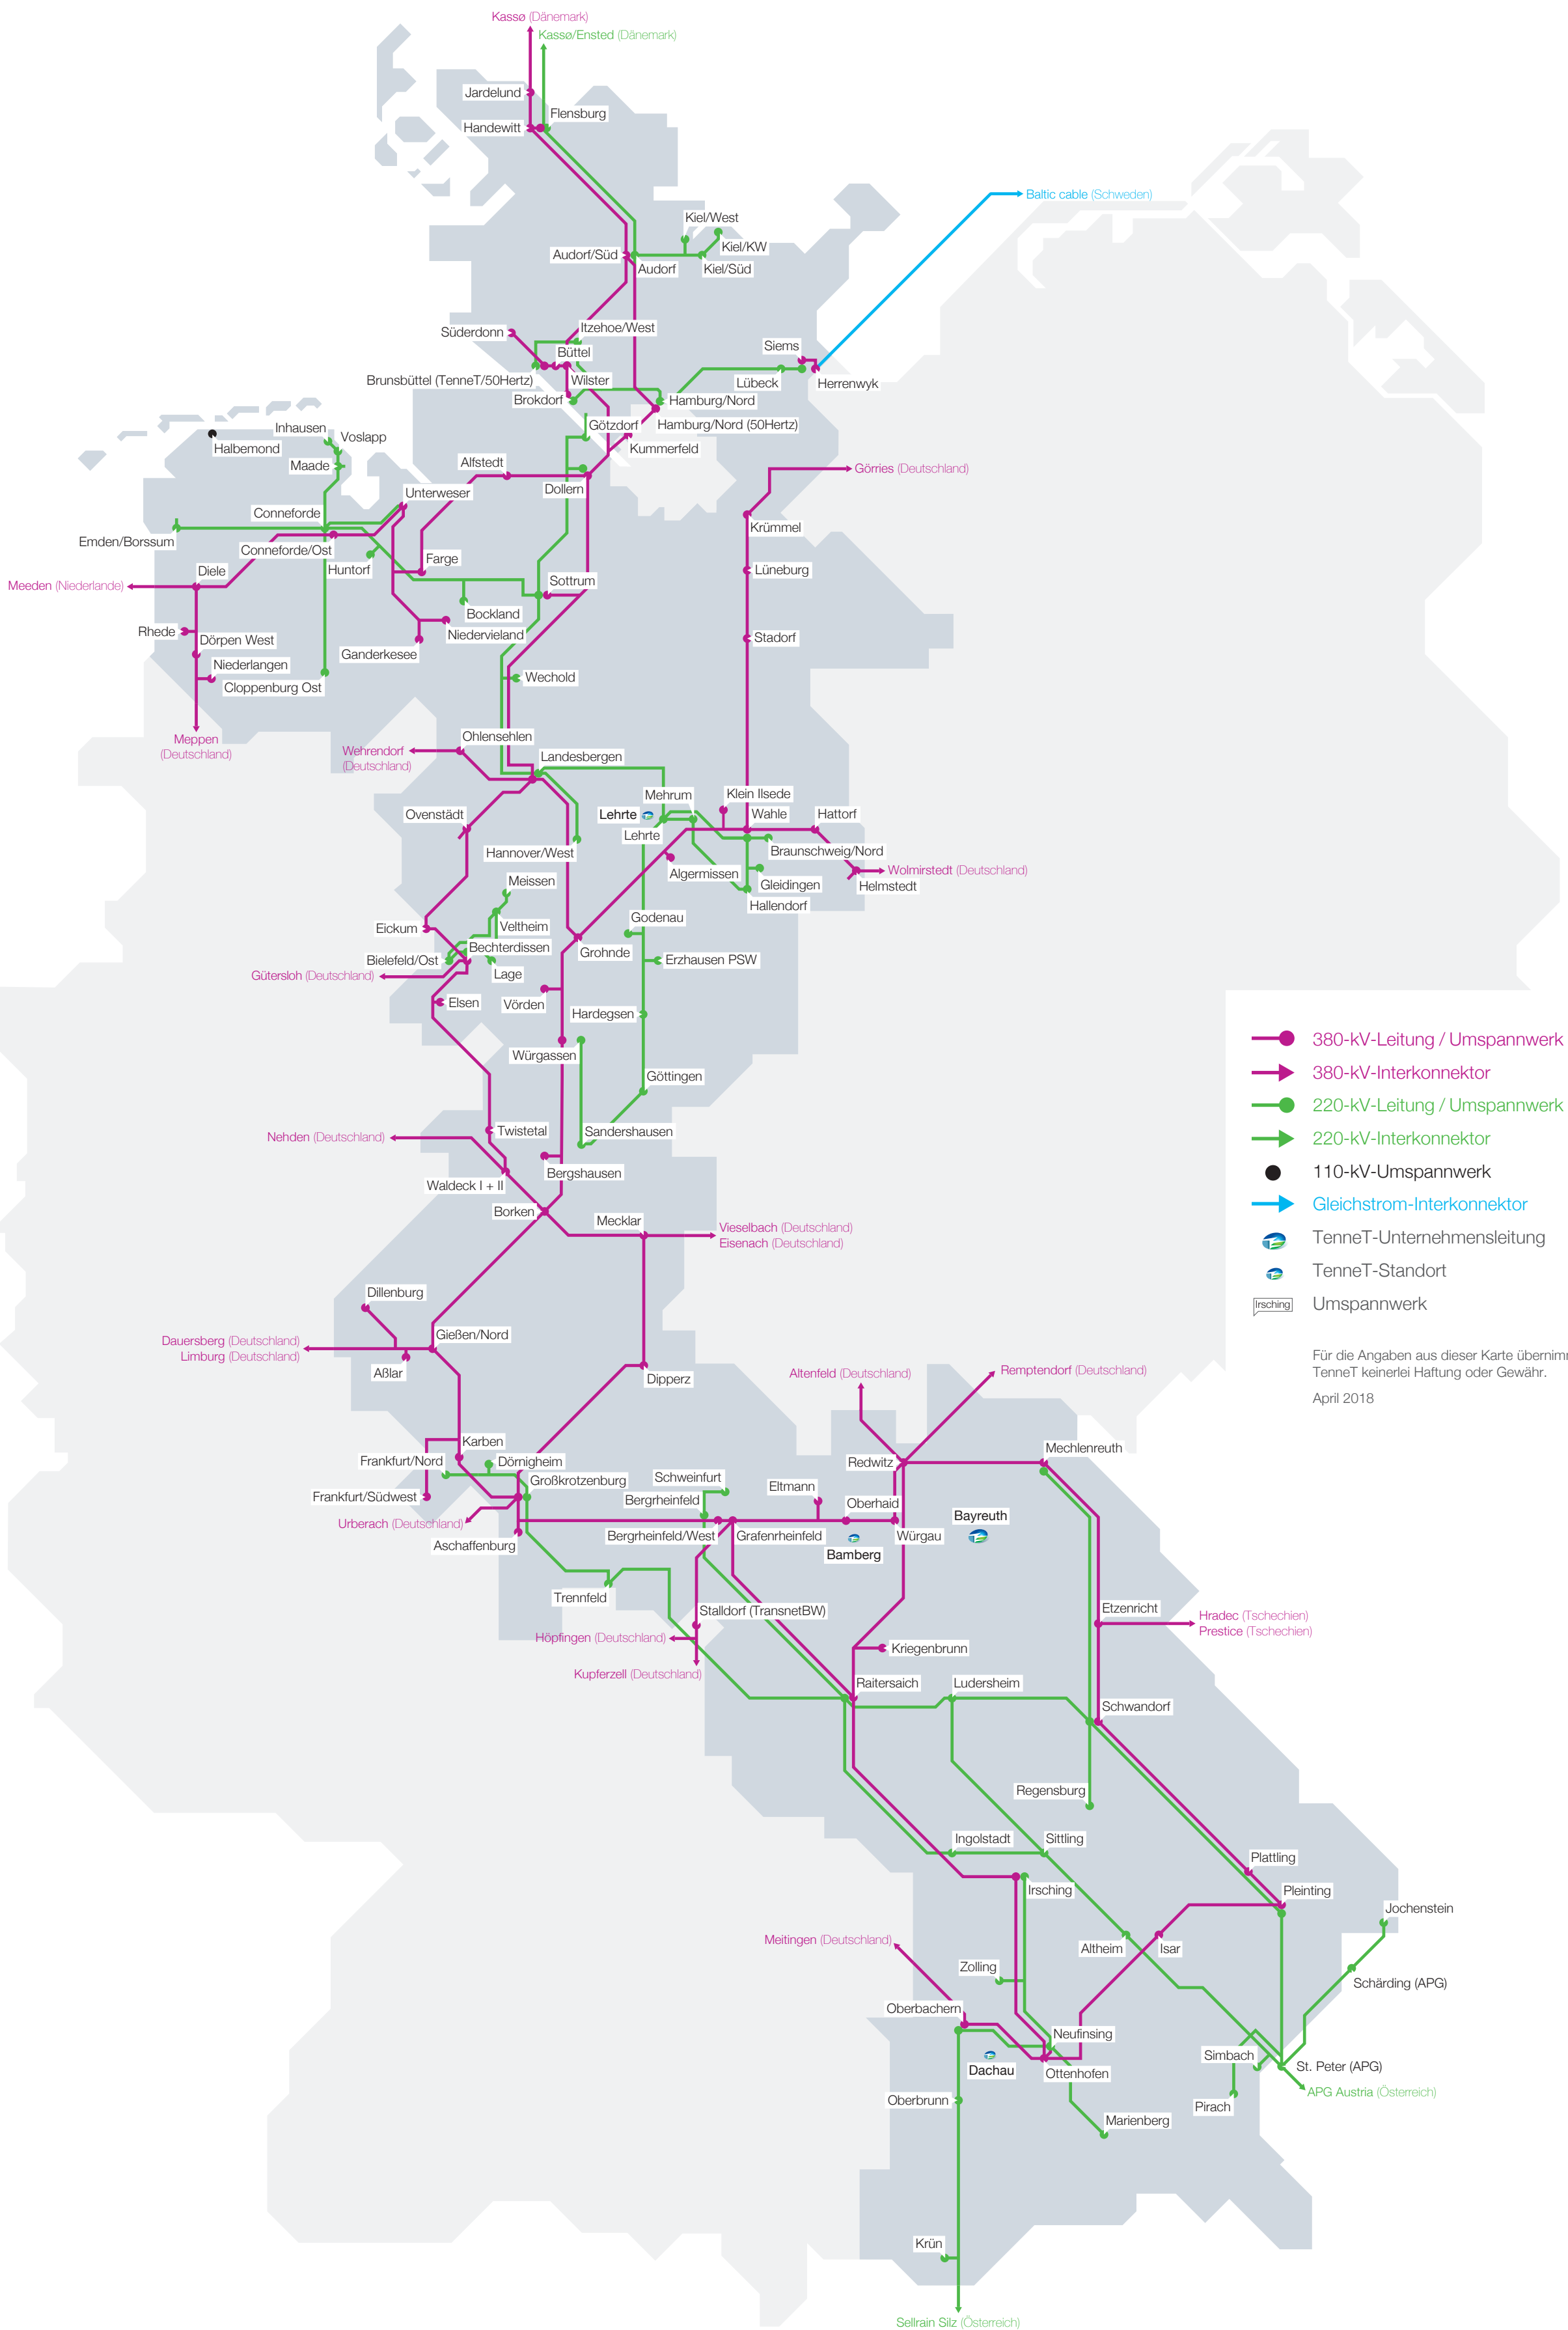 Kassø (Dänemark)
Kassø/Ensted (Dänemark)
Jardelund
Flensburg
Handewitt
Baltic cable (Schweden)
Kiel/West
Kiel/KW
Audorf/Süd
Audorf
Kiel/Süd
Süderdonn
Itzehoe/West
Siems
Büttel
Brunsbüttel (TenneT/50Hertz)
Wilster
Lübeck
Herrenwyk
Brokdorf
Hamburg/Nord
Götzdorf
Hamburg/Nord (50Hertz)
Inhausen
Voslapp
Halbemond
Kummerfeld
Maade
Alfstedt
Görries (Deutschland)
Dollern
Unterweser
Conneforde
Krümmel
Emden/Borssum
Conneforde/Ost
Farge
Huntorf
Diele
Lüneburg
Meeden (Niederlande)
Sottrum
Bockland
Rhede
Niedervieland
Dörpen West
Stadorf
Ganderkesee
Niederlangen
Wechold
Cloppenburg Ost
Meppen
(Deutschland)
Ohlensehlen
Wehrendorf
(Deutschland)
Landesbergen
Klein Ilsede
Mehrum
Ovenstädt
Lehrte
Wahle
Hattorf
Lehrte
Hannover/West
Braunschweig/Nord
Algermissen
Wolmirstedt (Deutschland)
Meissen
Gleidingen
Helmstedt
Hallendorf
Godenau
Veltheim
Eickum
Bechterdissen
Grohnde
Bielefeld/Ost
Erzhausen PSW
Lage
Gütersloh (Deutschland)
Elsen
Vörden
Hardegsen
Würgassen
380-kV-Leitung / Umspannwerk
380-kV-Interkonnektor
Göttingen
220-kV-Leitung / Umspannwerk
Twistetal
Sandershausen
Nehden (Deutschland)
220-kV-Interkonnektor
Bergshausen
110-kV-Umspannwerk
Waldeck I + II
Borken
Gleichstrom-Interkonnektor
Mecklar
Vieselbach (Deutschland)
Eisenach (Deutschland)
TenneT-Unternehmensleitung
TenneT-Standort
Dillenburg
Irsching
Umspannwerk
Gießen/Nord
Dauersberg (Deutschland)
Limburg (Deutschland)
Für die Angaben aus dieser Karte übernimm
TenneT keinerlei Haftung oder Gewähr.
Aßlar
Dipperz
Altenfeld (Deutschland)
Remptendorf (Deutschland)
April 2018
Karben
Mechlenreuth
Frankfurt/Nord
Dörnigheim
Redwitz
Großkrotzenburg
Schweinfurt
Eltmann
Frankfurt/Südwest
Bergrheinfeld
Oberhaid
Bayreuth
Urberach (Deutschland)
Bergrheinfeld/West
Grafenrheinfeld
Würgau
Aschaffenburg
Bamberg
Trennfeld
Stalldorf (TransnetBW)
Etzenricht
Hradec (Tschechien)
Prestice (Tschechien)
Höpfingen (Deutschland)
Kriegenbrunn
Kupferzell (Deutschland)
Raitersaich
Ludersheim
Schwandorf
Regensburg
Ingolstadt
Sittling
Plattling
Irsching
Pleinting
Jochenstein
Meitingen (Deutschland)
Altheim
Isar
Zolling
Schärding (APG)
Oberbachern
Neufinsing
Simbach
St. Peter (APG)
Dachau
Ottenhofen
APG Austria (Österreich)
Oberbrunn
Pirach
Marienberg
Krün
Sellrain Silz (Österreich)